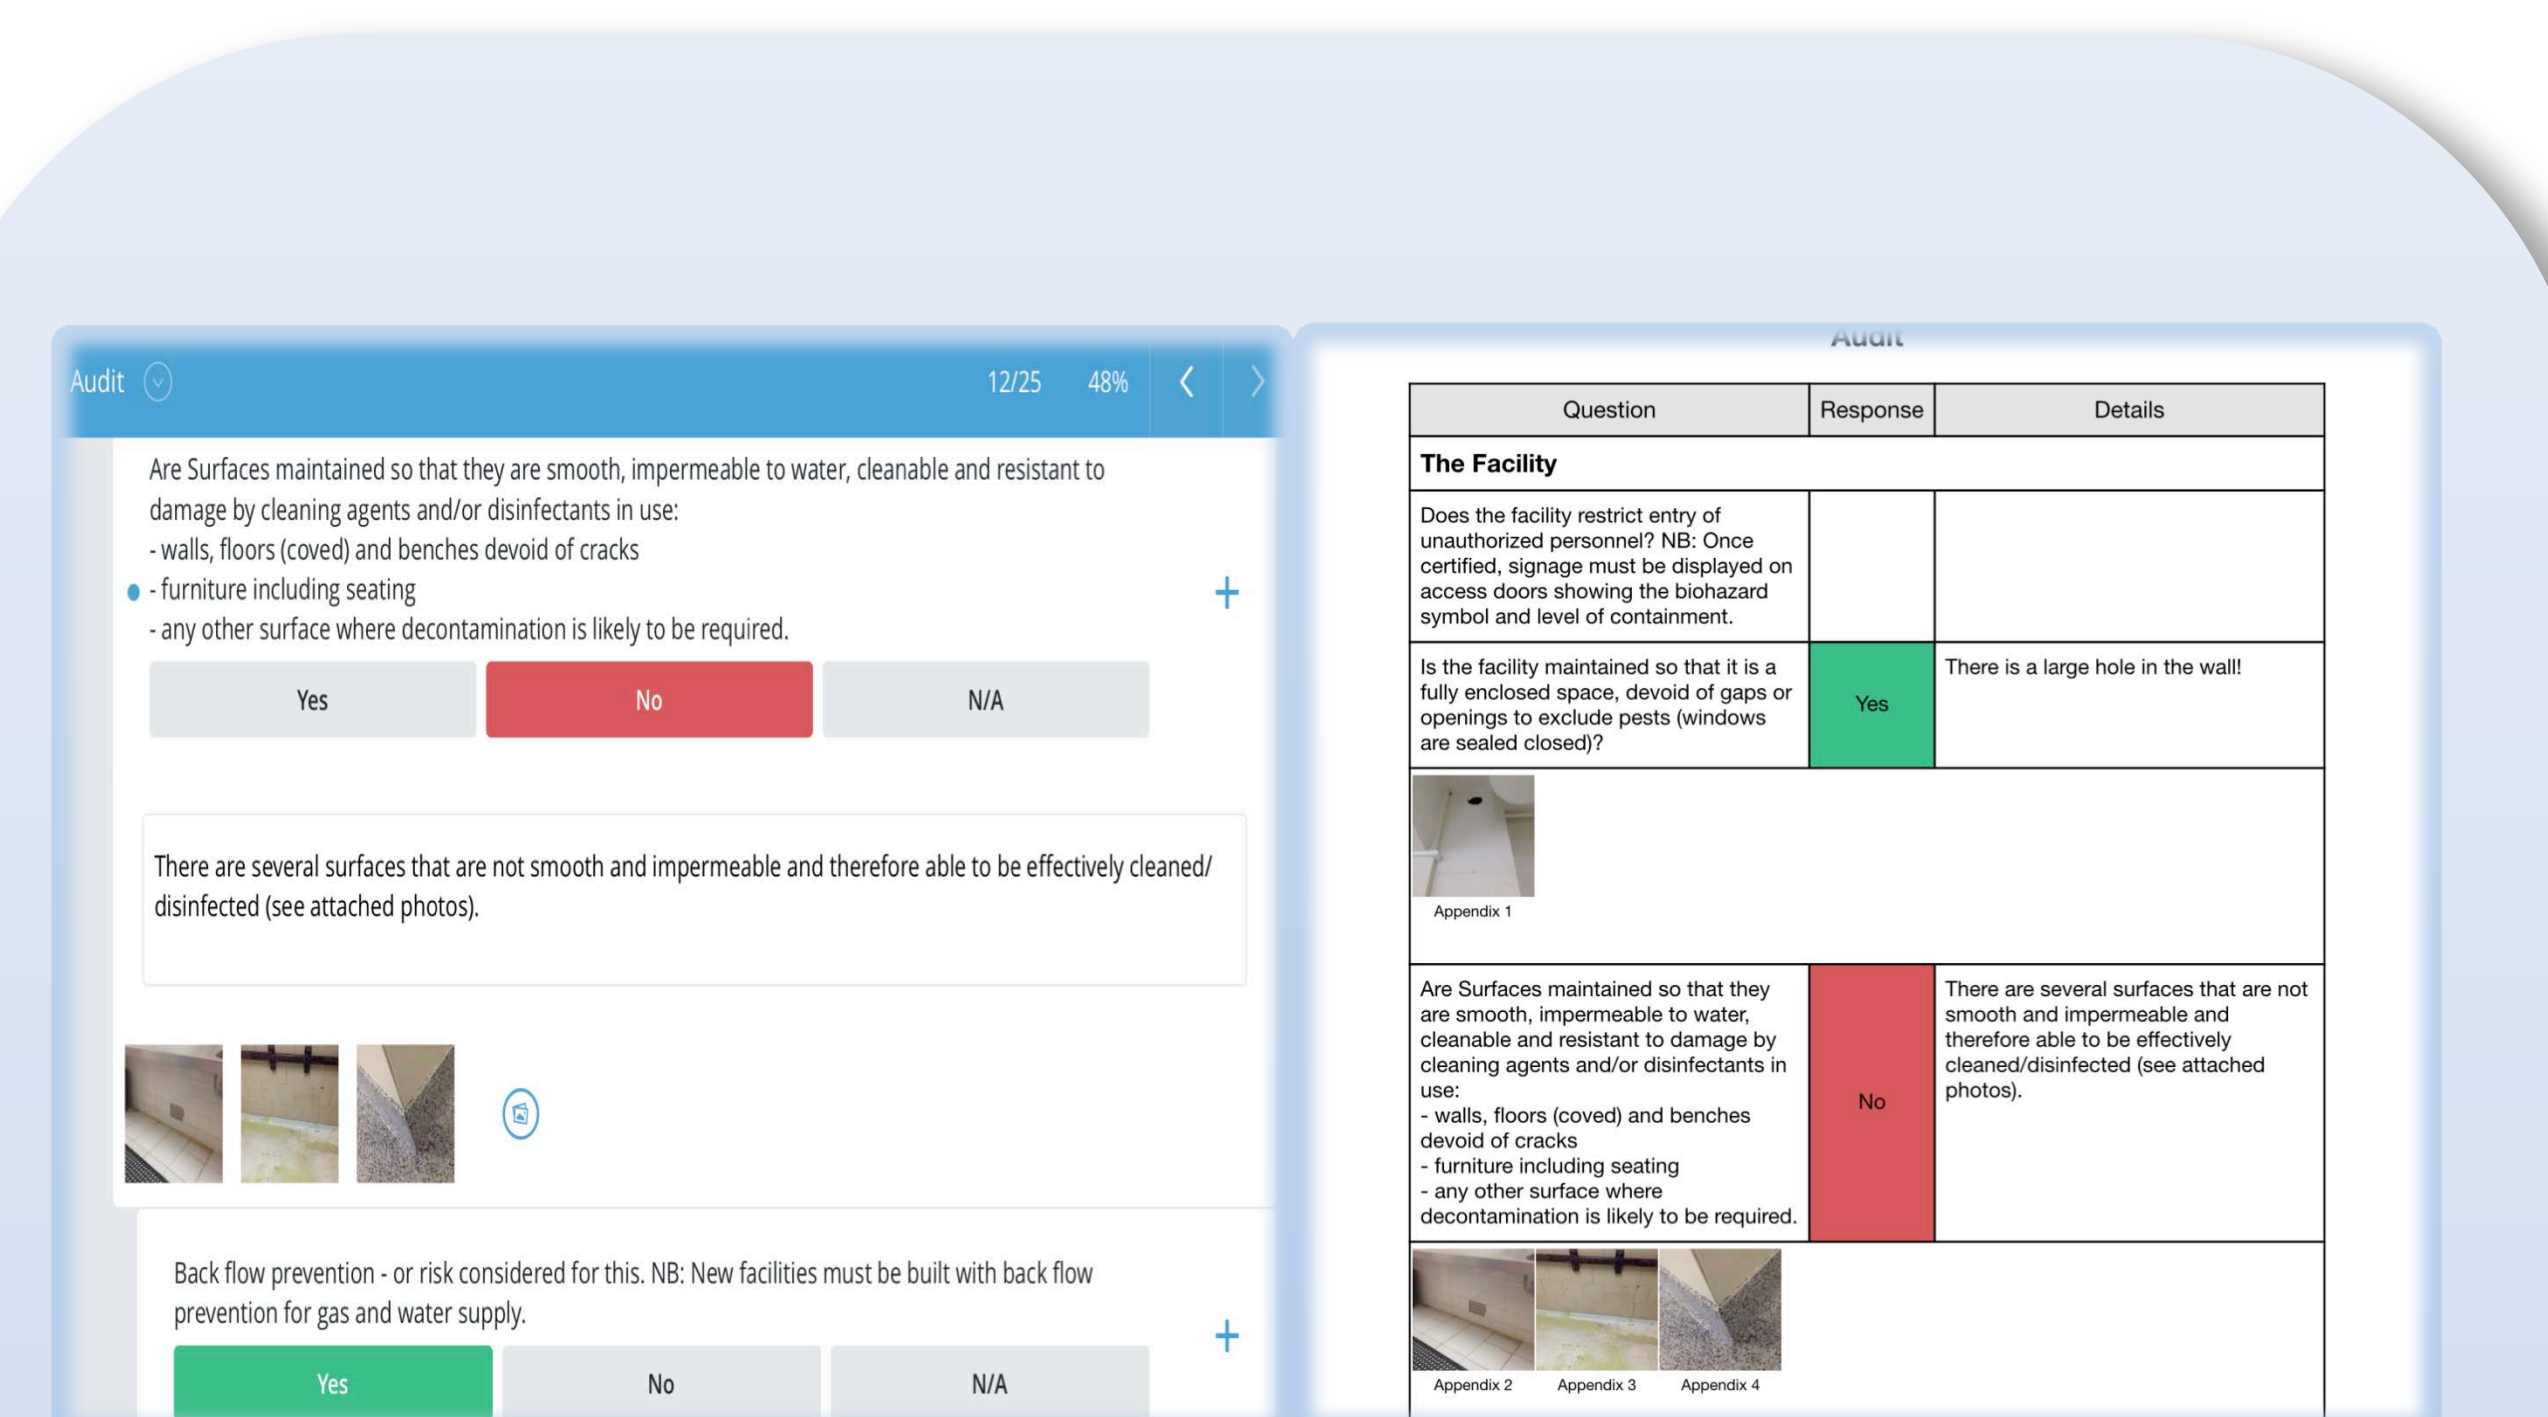 Audit
12/25 48%
Are Surfaces maintained so that they are smooth, impermeable to water, cleanable and resistant to
damage by cleaning agents and/or disinfectants in use:
- walls, floors (coved) and benches devoid of cracks
- furniture including seating
- any other surface where decontamination is likely to be required.
Yes No N/A
There are several surfaces that are not smooth and impermeable and therefore able to be effectively cleaned/
disinfected (see attached photos).
Back flow prevention - or risk considered for this. NB: New facilities must be built with back flow
prevention for gas and water supply.
Yes No N/A
Audit
Question Response Details
The Facility
Does the facility restrict entry of
unauthorized personnel? NB: Once
certified, signage must be displayed on
access doors showing the biohazard
symbol and level of containment.
Is the facility maintained so that it is a
fully enclosed space, devoid of gaps or
openings to exclude pests (windows
are sealed closed)?
Yes
There is a large hole in the wall!
Appendix 1
Are Surfaces maintained so that they
are smooth, impermeable to water,
cleanable and resistant to damage by
cleaning agents and/or disinfectants in
use:
- walls, floors (coved) and benches
devoid of cracks
- furniture including seating
- any other surface where
decontamination is likely to be required.
No
There are several surfaces that are not
smooth and impermeable and
therefore able to be effectively
cleaned/disinfected (see attached
photos).
Appendix 2 Appendix 3 Appendix 4